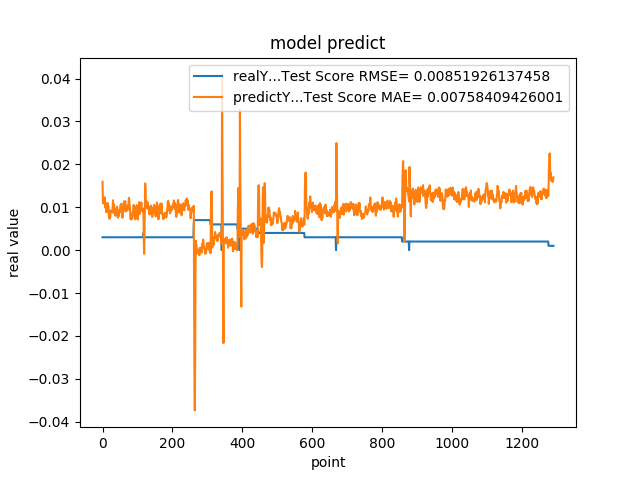 model predict
realY...Test Score RMSE= 0.00851926137458
predictY...Test Score MAE= 0.00758409426001
real value
0.04
0.03
0.02
0.01
0.00
−0.01
−0.02
−0.03
−0.04
0 200 400 600 800 1000 1200
point